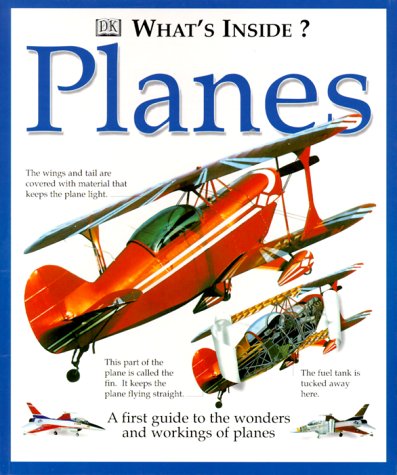 DK WHAT'S INSIDE ?
Planes
The wings and tail are
covered with material that
keeps the plane light.
This part of the
plane is called the
fin. It keeps the
plane flying straight.
The fuel tank is
tucked away
here.
A first guide to the wonders
and workings of planes